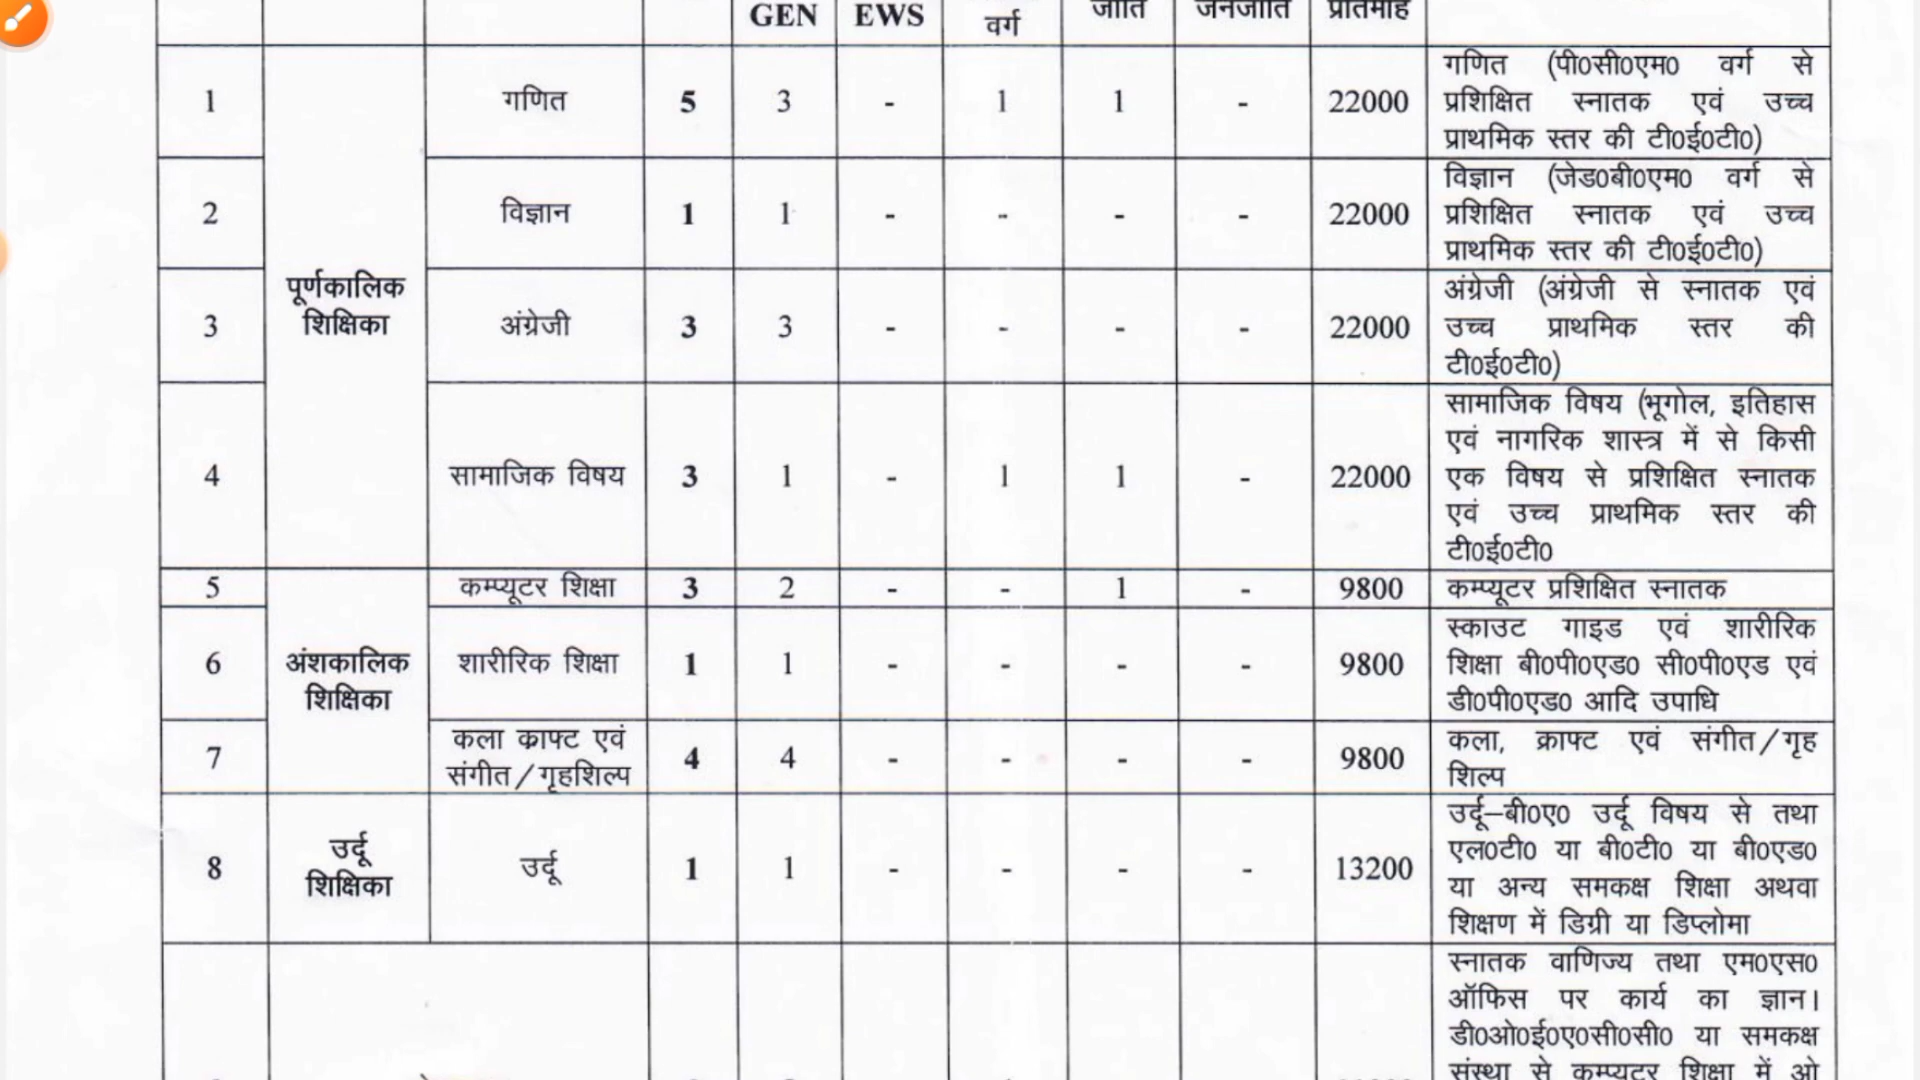 GEN EWS वर्ग जाति जनजाति प्रतिमाह
1 गणित 5 3 - 1 1 - 22000 गणित (पी0सी0एम0 वर्ग से
प्रशिक्षित स्नातक एवं उच्च
प्राथमिक स्तर की टी0ई0टी0)
2 विज्ञान 1 1 - - - - 22000 विज्ञान (जेड0बी0एम0 वर्ग से
प्रशिक्षित स्नातक एवं उच्च
प्राथमिक स्तर की टी0ई0टी0)
पूर्णकालिक
शिक्षिका
3 अंग्रेजी 3 3 - - - - 22000 अंग्रेजी (अंग्रेजी से स्नातक एवं
उच्च प्राथमिक स्तर की
टी0ई0टी0)
4 सामाजिक विषय 3 1 - 1 1 - 22000 सामाजिक विषय (भूगोल, इतिहास
एवं नागरिक शास्त्र में से किसी
एक विषय से प्रशिक्षित स्नातक
एवं उच्च प्राथमिक स्तर की
टी0ई0टी0
5 कम्प्यूटर शिक्षा 3 2 - - 1 - 9800 कम्प्यूटर प्रशिक्षित स्नातक
अंशकालिक
शिक्षिका
6 शारीरिक शिक्षा 1 1 - - - - 9800 स्काउट गाइड एवं शारीरिक
शिक्षा बी0पी0एड0 सी0पी0एड एवं
डी0पी0एड0 आदि उपाधि
7 कला क्राफ्ट एवं
संगीत/गृहशिल्प 4 4 - - - - 9800 कला, क्राफ्ट एवं संगीत/गृह
शिल्प
8 उर्दू
शिक्षिका उर्दू 1 1 - - - - 13200 उर्दू–बी0ए0 उर्दू विषय से तथा
एल0टी0 या बी0टी0 या बी0एड0
या अन्य समकक्ष शिक्षा अथवा
शिक्षण में डिग्री या डिप्लोमा
स्नातक वाणिज्य तथा एम0एस0
ऑफिस पर कार्य का ज्ञान।
डी0ओ0ई0ए0सी0सी0 या समकक्ष
संस्था से कम्प्यूटर शिक्षा में ओ